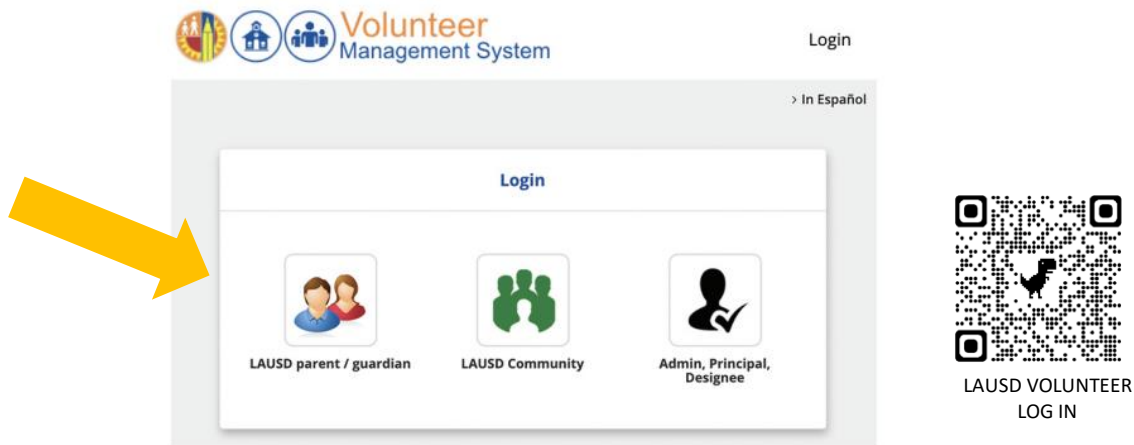 Volunteer
Management System
Login
> In Español
Login
LAUSD parent / guardian
LAUSD Community
Admin, Principal,
Designee
LAUSD VOLUNTEER
LOG IN